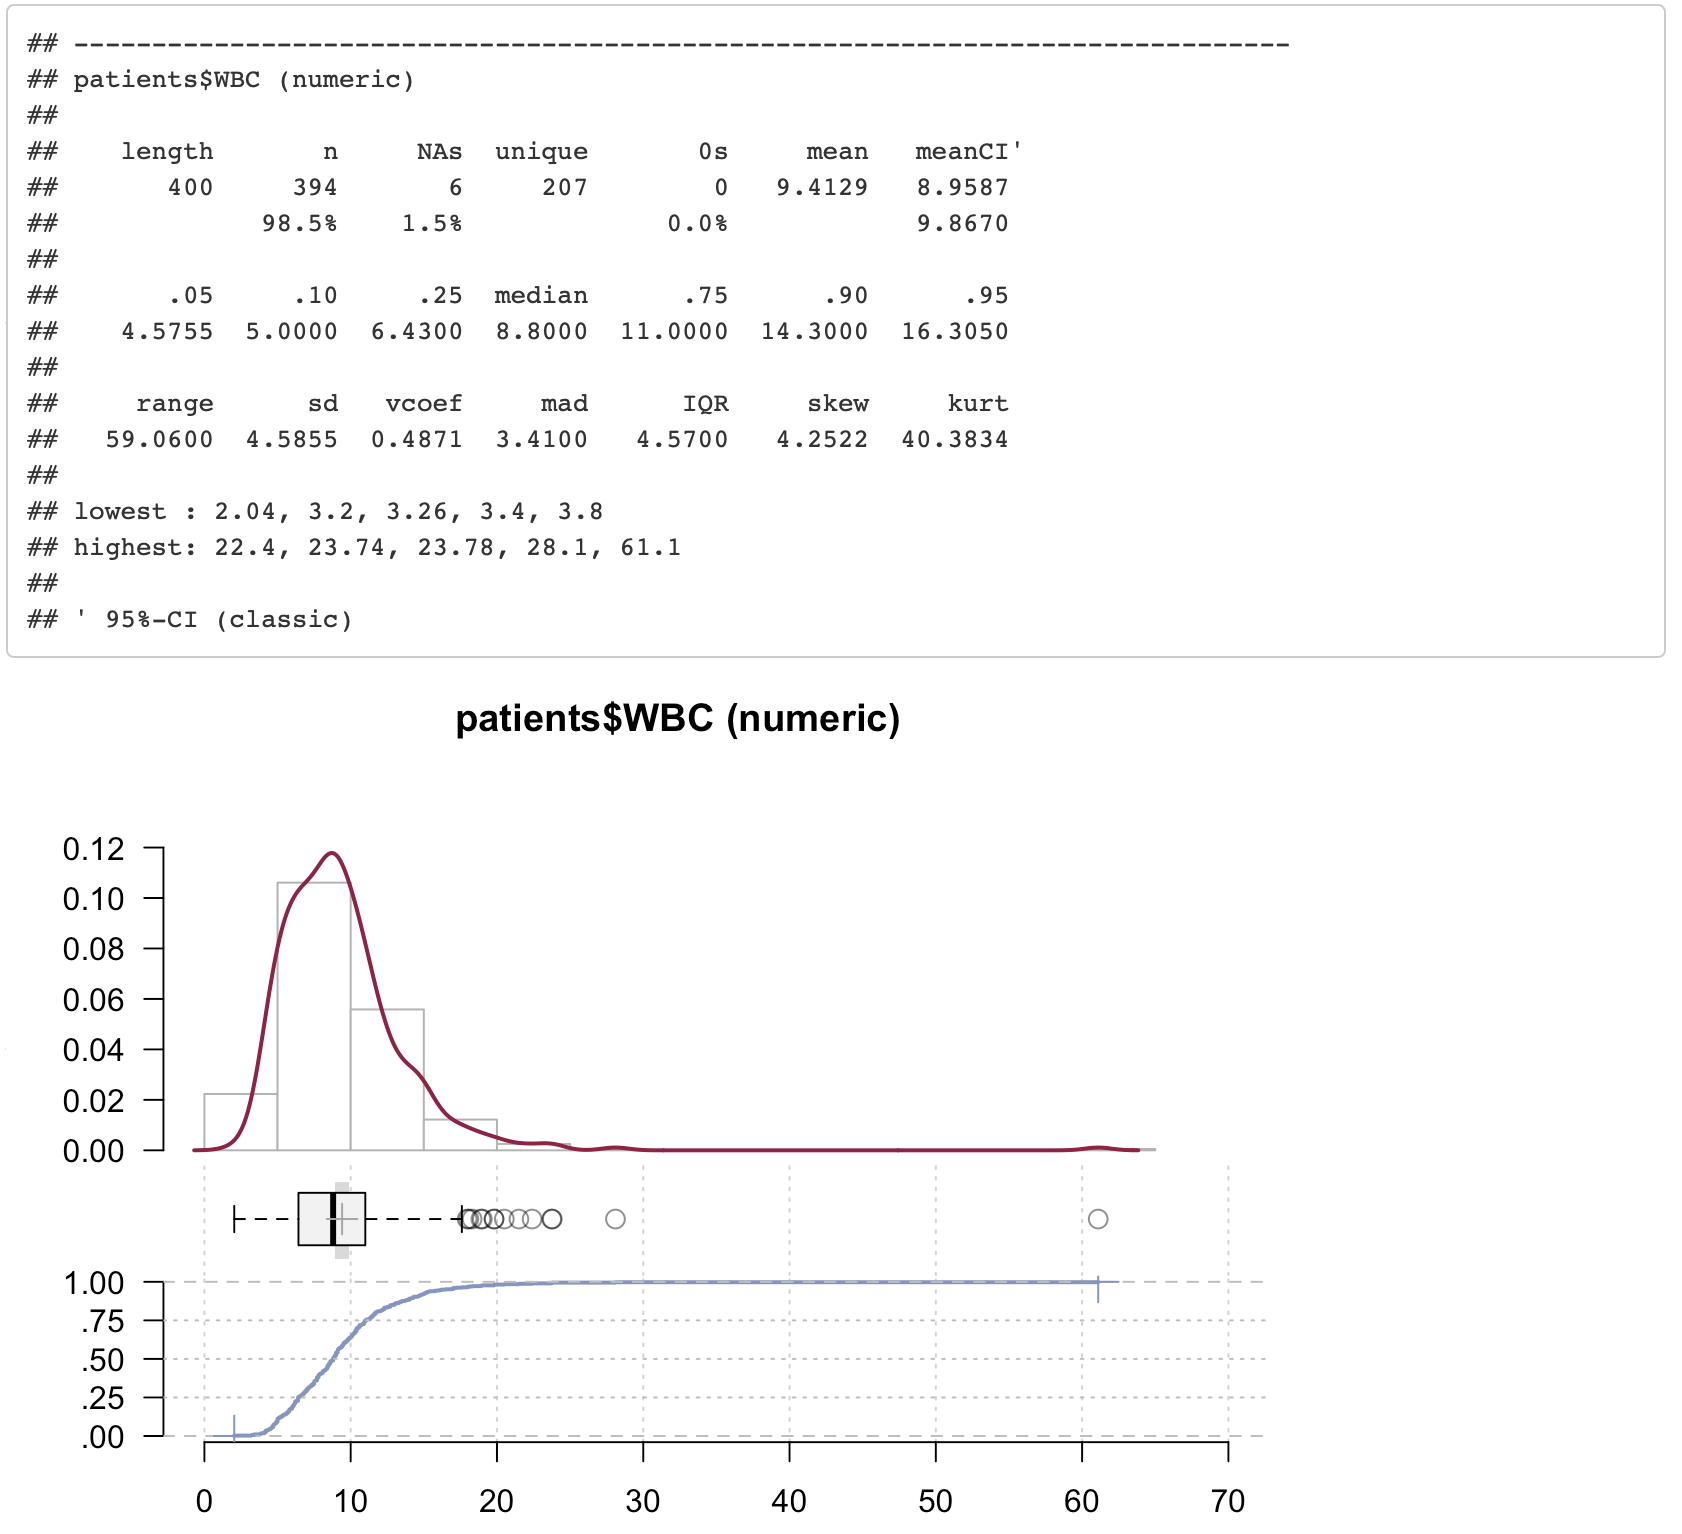 ## ------------------------------------------------------------------------------
## patients$WBC (numeric)
##
##    length       n     NAs  unique       0s     mean   meanCI'
##       400     394       6     207        0   9.4129   8.9587
##             98.5%    1.5%             0.0%            9.8670
##
##       .05     .10     .25  median      .75      .90      .95
##    4.5755  5.0000  6.4300  8.8000  11.0000  14.3000  16.3050
##
##     range      sd   vcoef     mad      IQR     skew     kurt
##   59.0600  4.5855  0.4871  3.4100   4.5700   4.2522  40.3834
##
## lowest : 2.04, 3.2, 3.26, 3.4, 3.8
## highest: 22.4, 23.74, 23.78, 28.1, 61.1
##
## ' 95%-CI (classic)
patients$WBC (numeric)
0.12
0.10
0.08
0.06
0.04
0.02
0.00
1.00
.75
.50
.25
.00
0 10 20 30 40 50 60 70